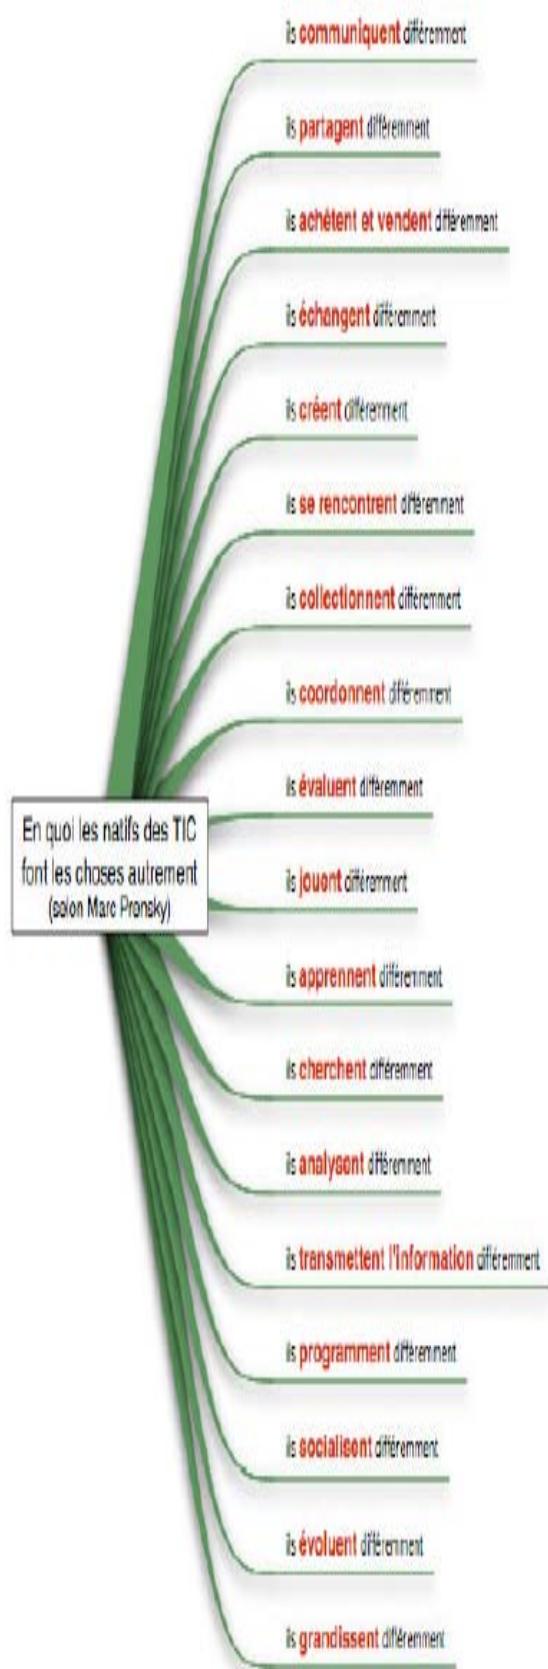 ils communiquent différemment
ils partagent différemment
ils achètent et vendent différemment
ils échangent différemment
ils créent différemment
ils se rencontrent différemment
ils collectionnent différemment
ils coordonnent différemment
ils évaluent différemment
En quoi les natifs des TIC
font les choses autrement
(selon Marc Prensky)
ils jouent différemment
ils apprennent différemment
ils cherchent différemment
ils analysent différemment
ils transmettent l'information différemment
ils programment différemment
ils socialisent différemment
ils évoluent différemment
ils grandissent différemment